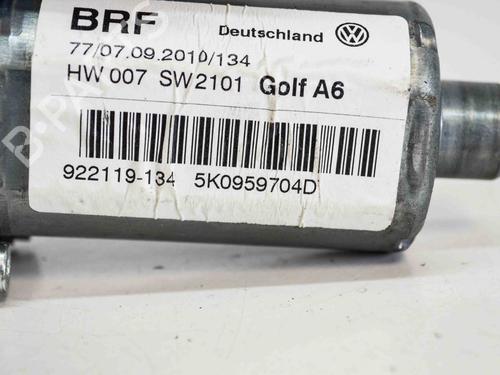 BRF Deutschland
77/07.09.2010/134
HW 007 SW2101 Golf A6
922119-134 5K0959704D